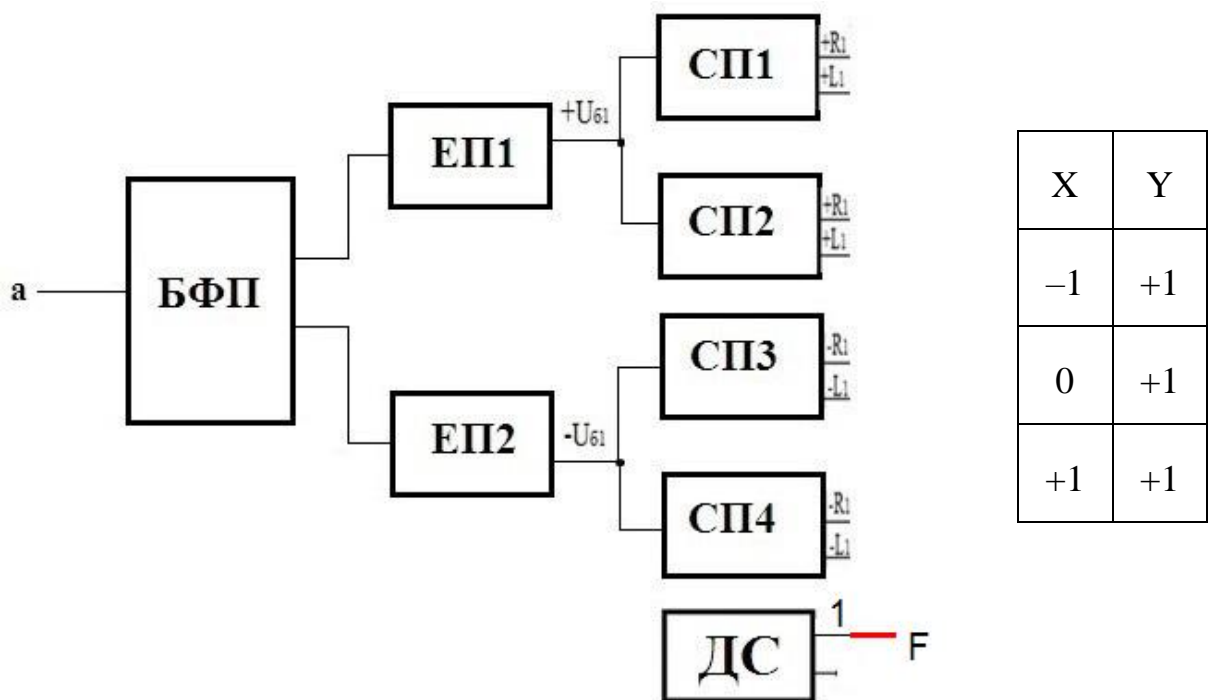 СП1
+R1
+L1
+Uб1
ЕП1
СП2
+R1
+L1
а
БФП
СП3
-R1
-L1
ЕП2
-Uб1
СП4
-R1
-L1
ДС
1
F
X Y
–1 +1
0 +1
+1 +1